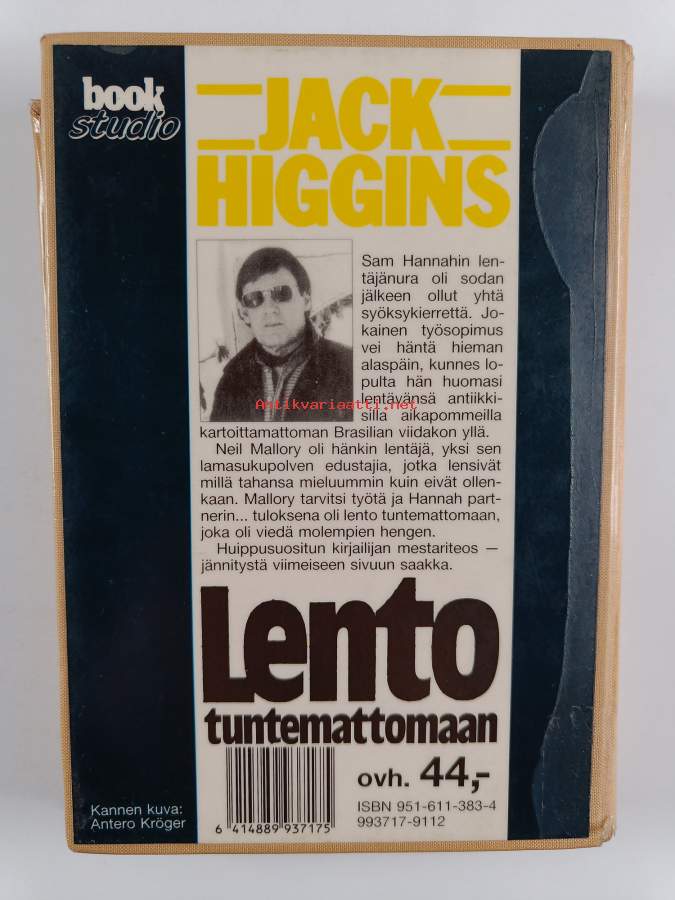 book
studio
JACK
HIGGINS
Sam Hannahin len-
täjänura oli sodan
jälkeen ollut yhtä
syöksykierrettä. Jo-
kainen työsopimus
vei häntä hieman
alaspäin, kunnes lo-
pulta hän huomasi
lentävänsä antiikki-
silla aikapommeilla
Antikvariaatti.net
kartoittamattoman Brasilian viidakon yllä.
Neil Mallory oli hänkin lentäjä, yksi sen
lamasukupolven edustajia, jotka lensivät
millä tahansa mieluummin kuin eivät ollen-
kaan. Mallory tarvitsi työtä ja Hannah part-
nerin... tuloksena oli lento tuntemattomaan,
joka oli viedä molempien hengen.
Huippusuositun kirjailijan mestariteos —
jännitystä viimeiseen sivuun saakka.
Lento
tuntemattomaan
ovh. 44,-
ISBN 951-611-383-4
993717-9112
6 414889 937175
Kannen kuva:
Antero Kröger